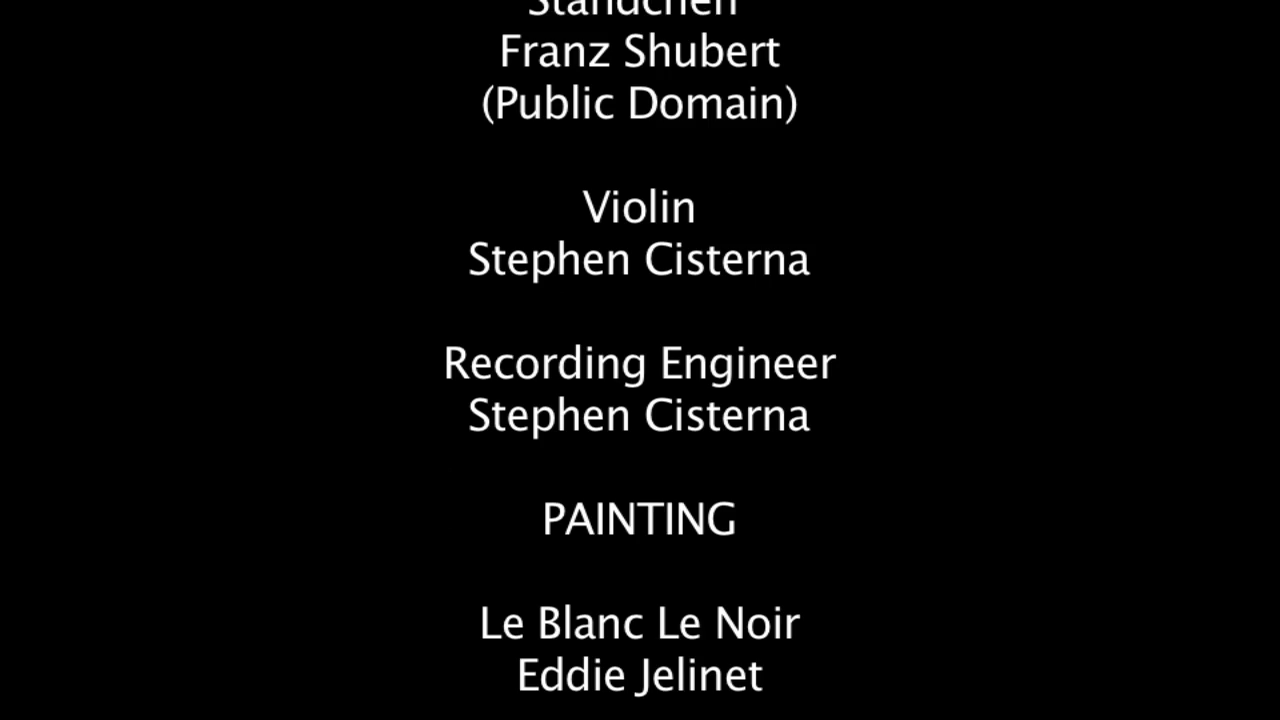 Ständchen
Franz Shubert
(Public Domain)
Violin
Stephen Cisterna
Recording Engineer
Stephen Cisterna
PAINTING
Le Blanc Le Noir
Eddie Jelinet